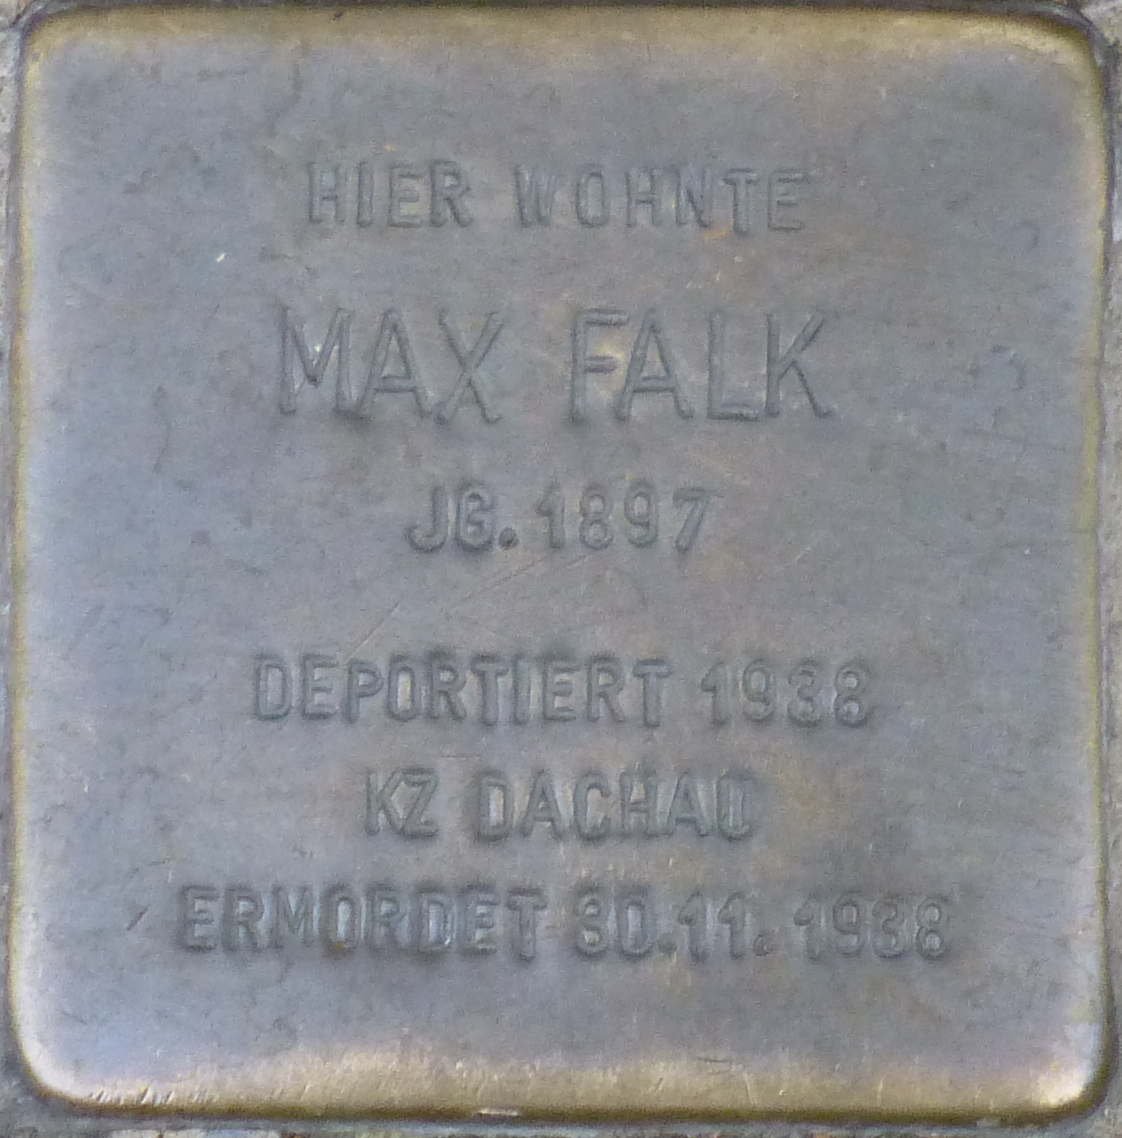 HIER WOHNTE
MAX FALK
JG. 1897
DEPORTIERT 1938
KZ DACHAU
ERMORDET 30.11.1938